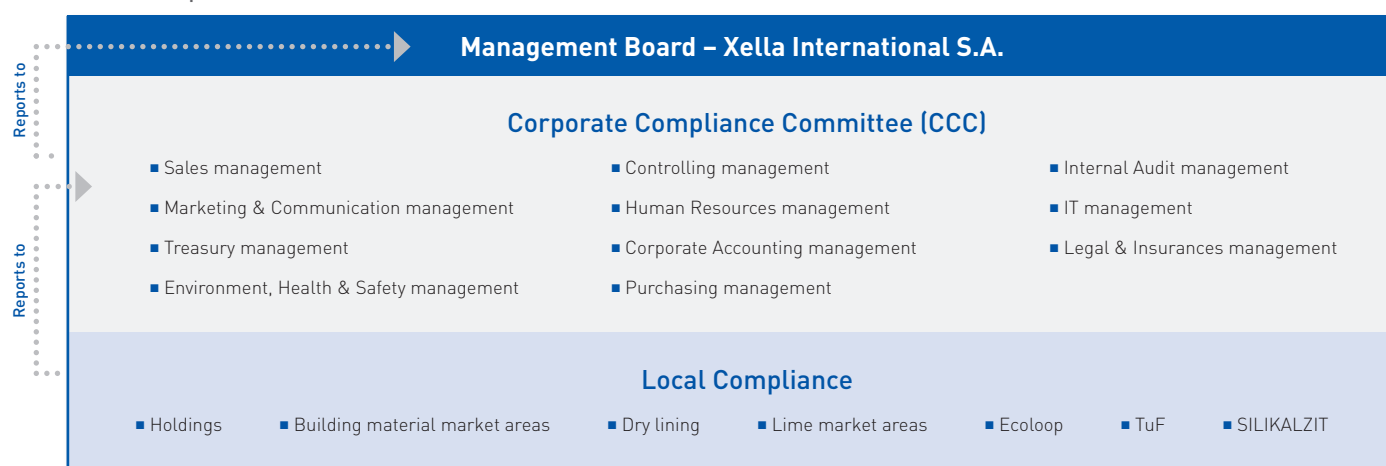 Management Board – Xella International S.A.
Reports to
Corporate Compliance Committee (CCC)
■ Sales management
■ Controlling management
■ Internal Audit management
■ Marketing & Communication management
■ Human Resources management
■ IT management
■ Treasury management
■ Corporate Accounting management
■ Legal & Insurances management
■ Environment, Health & Safety management
■ Purchasing management
Reports to
Local Compliance
■ Holdings ■ Building material market areas ■ Dry lining ■ Lime market areas ■ Ecoloop ■ TuF ■ SILIKALZIT